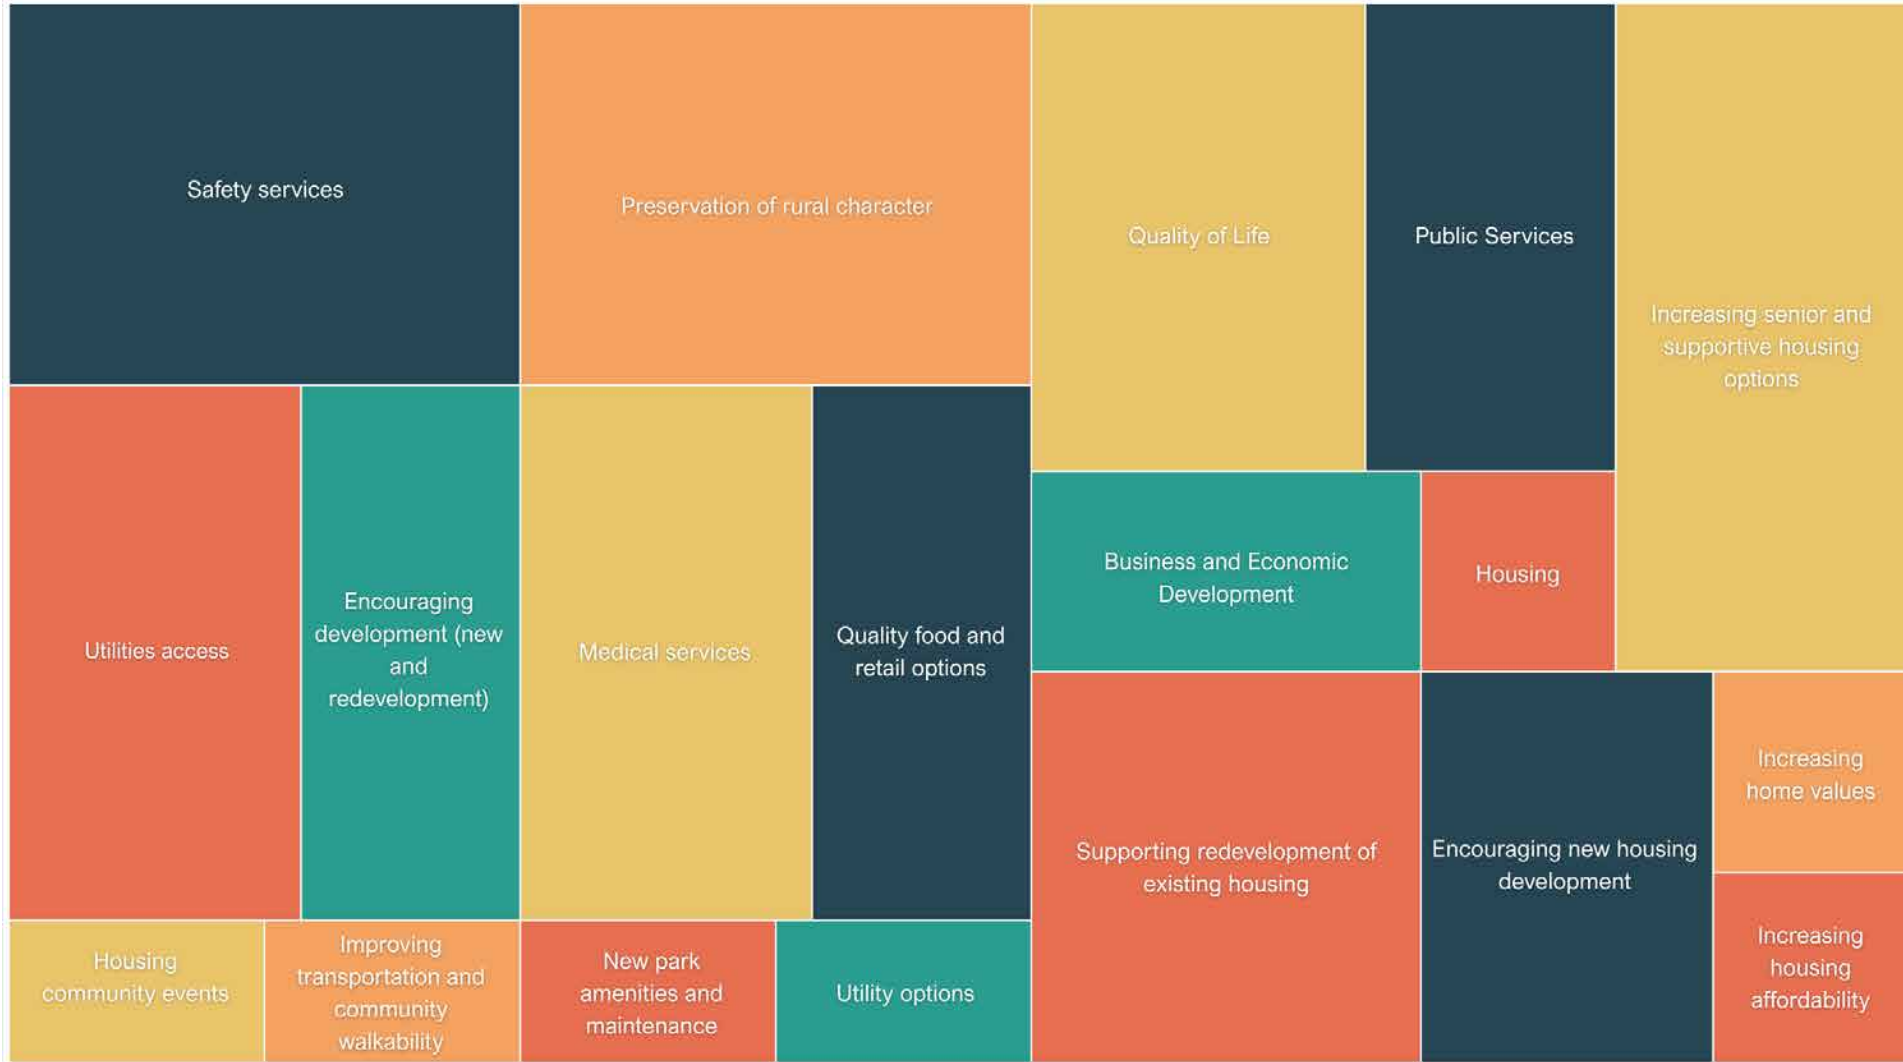 Safety services
Preservation of rural character
Quality of Life
Public Services
Increasing senior and
supportive housing
options
Utilities access
Encouraging
development (new
and
redevelopment)
Medical services
Quality food and
retail options
Business and Economic
Development
Housing
Supporting redevelopment of
existing housing
Encouraging new housing
development
Increasing
home values
Increasing
housing
affordability
Housing
community events
Improving
transportation and
community
walkability
New park
amenities and
maintenance
Utility options